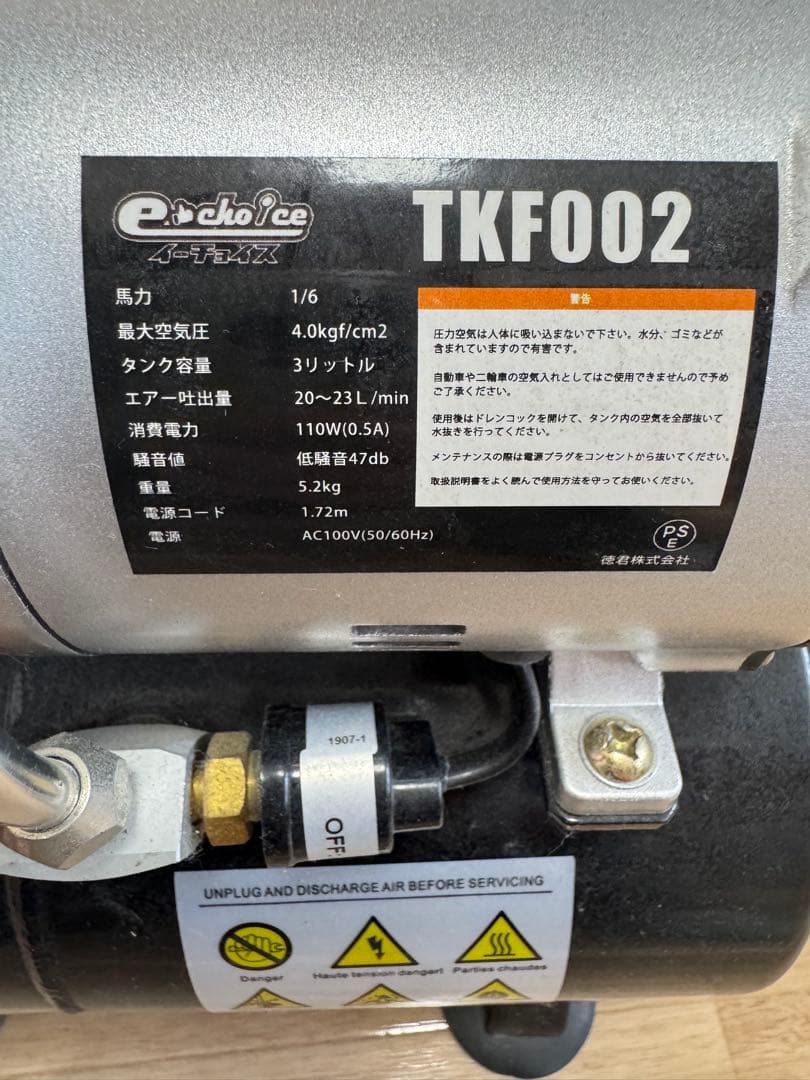 e.choice
イーチョイス
TKF002
馬力 1/6
最大空気圧 4.0kgf/cm2
タンク容量 3リットル
エアー吐出量 20〜23L/min
消費電力 110W(0.5A)
騒音値 低騒音47db
重量 5.2kg
電源コード 1.72m
電源 AC100V(50/60Hz)
警告
圧力空気は人体に吸い込まないで下さい。水分、ゴミなどが
含まれていますので有害です。
自動車や二輪車の空気入れとしてはご使用できませんので予め
ご了承ください。
使用後はドレンコックを開けて、タンク内の空気を全部抜いて
水抜きを行ってください。
メンテナンスの際は電源プラグをコンセントから抜いてください。
取扱説明書をよく読んで使用方法を守ってお使いください。
PS
E
徳君株式会社
1907-1
OFF:
UNPLUG AND DISCHARGE AIR BEFORE SERVICING
Danger
Haute tension dangert
Parties chaudes